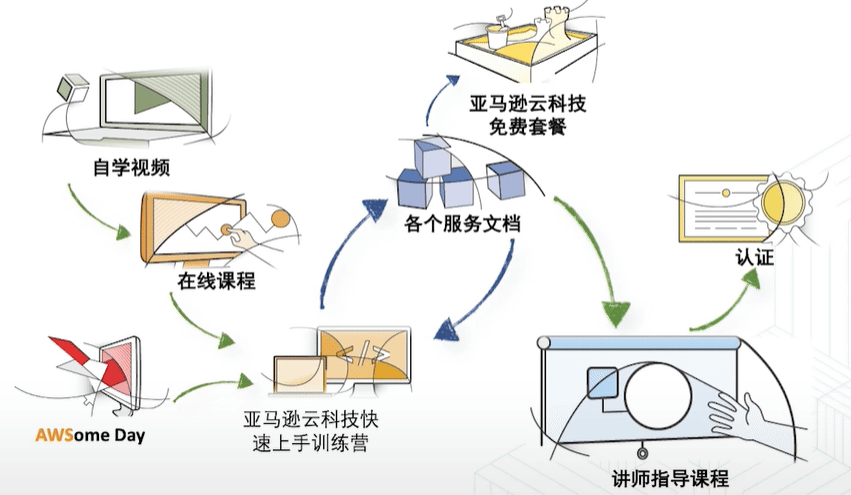 亚马逊云科技
免费套餐
自学视频
各个服务文档
认证
在线课程
</>
亚马逊云科技快
速上手训练营
AWSome Day
讲师指导课程